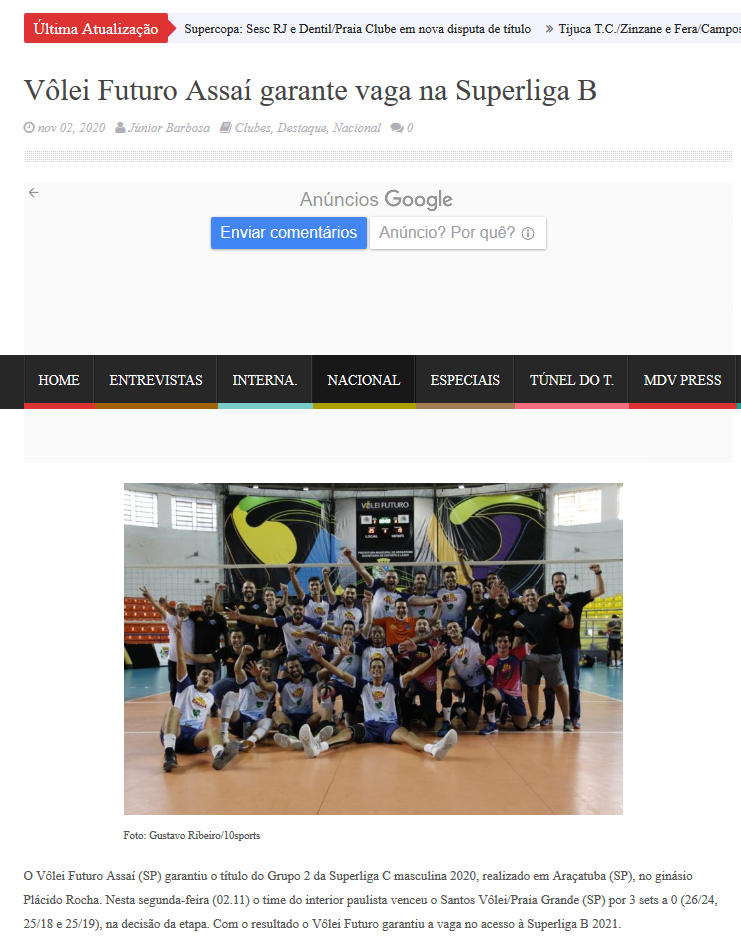 Última Atualização
Supercopa: Sesc RJ e Dentil/Praia Clube em nova disputa de título
» Tijuca T.C./Zinzane e Fera/Campos
Vôlei Futuro Assaí garante vaga na Superliga B
nov 02, 2020 Júnior Barbosa Clubes, Destaque, Nacional 0
Anúncios Google
Enviar comentários
Anúncio? Por quê?
HOME ENTREVISTAS INTERNA. NACIONAL ESPECIAIS TÚNEL DO T. MDV PRESS
VÔLEI FUTURO
LOCAL
Foto: Gustavo Ribeiro/10sports
O Vôlei Futuro Assaí (SP) garantiu o título do Grupo 2 da Superliga C masculina 2020, realizado em Araçatuba (SP), no ginásio
Plácido Rocha. Nesta segunda-feira (02.11) o time do interior paulista venceu o Santos Vôlei/Praia Grande (SP) por 3 sets a 0 (26/24,
25/18 e 25/19), na decisão da etapa. Com o resultado o Vôlei Futuro garantiu a vaga no acesso à Superliga B 2021.